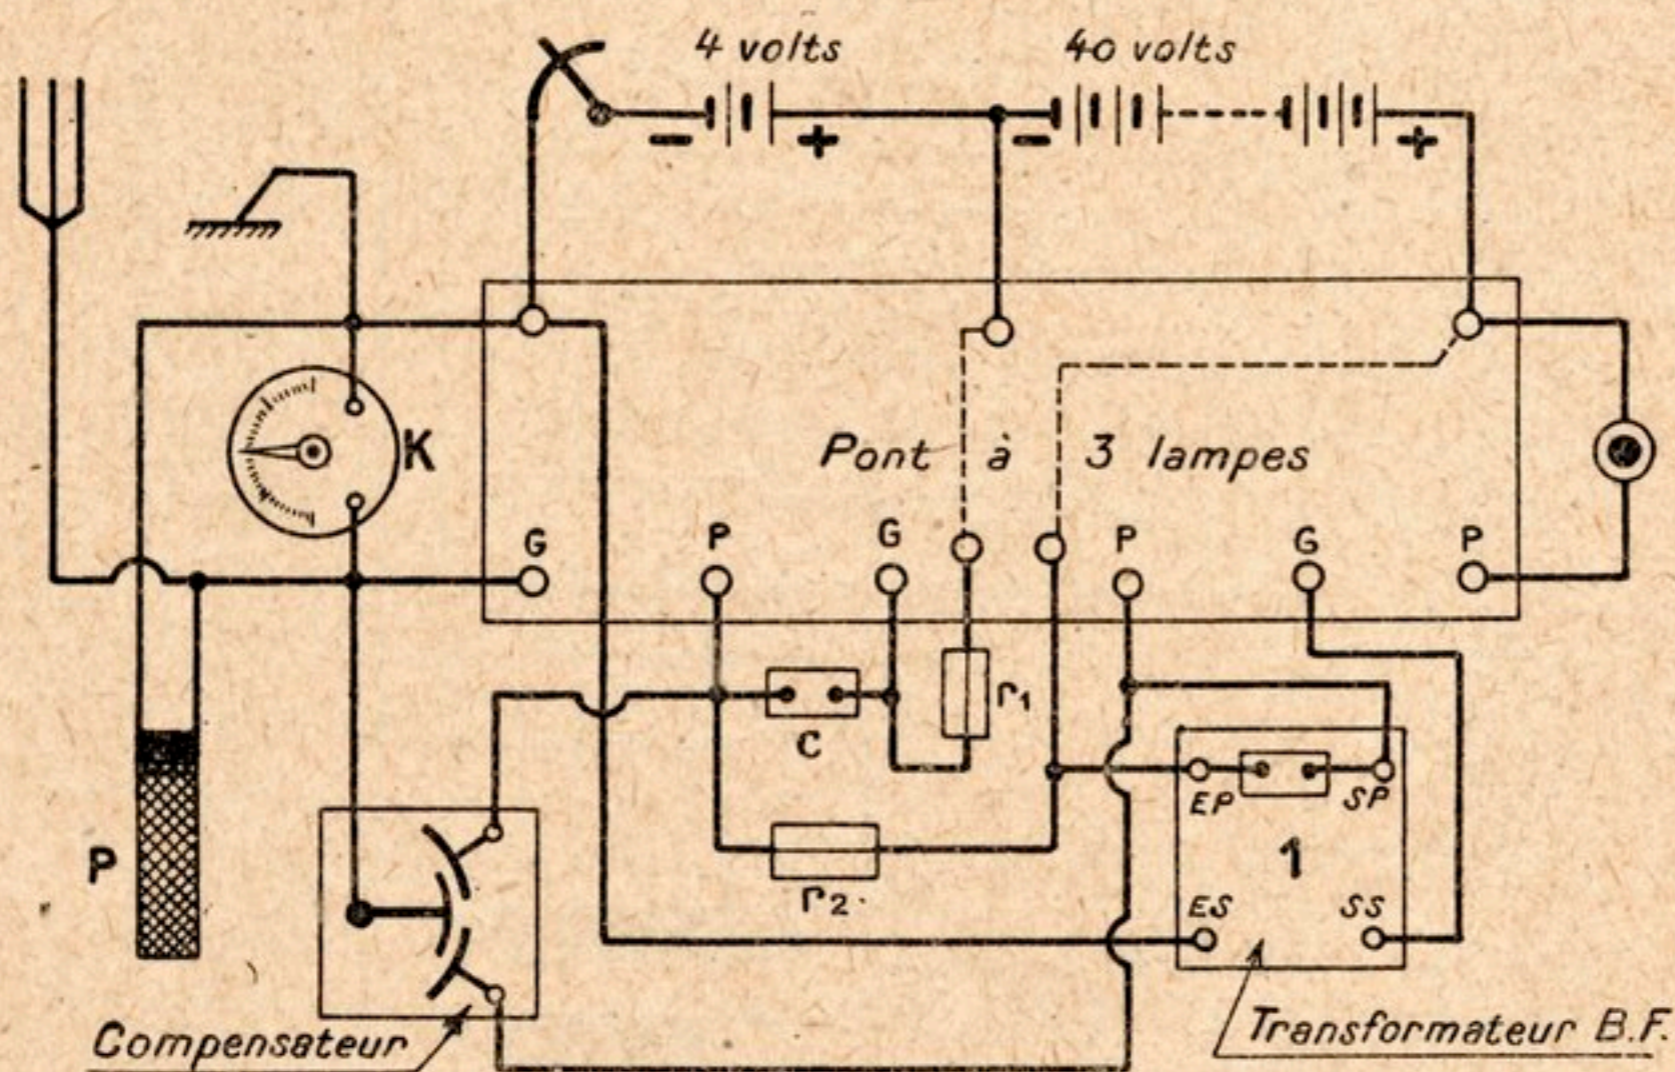 4 volts
40 volts
− + − +
K
Pont à 3 lampes
G P G P G P
r1
C
EP SP
P
1
r2.
ES SS
Compensateur
Transformateur B.F.